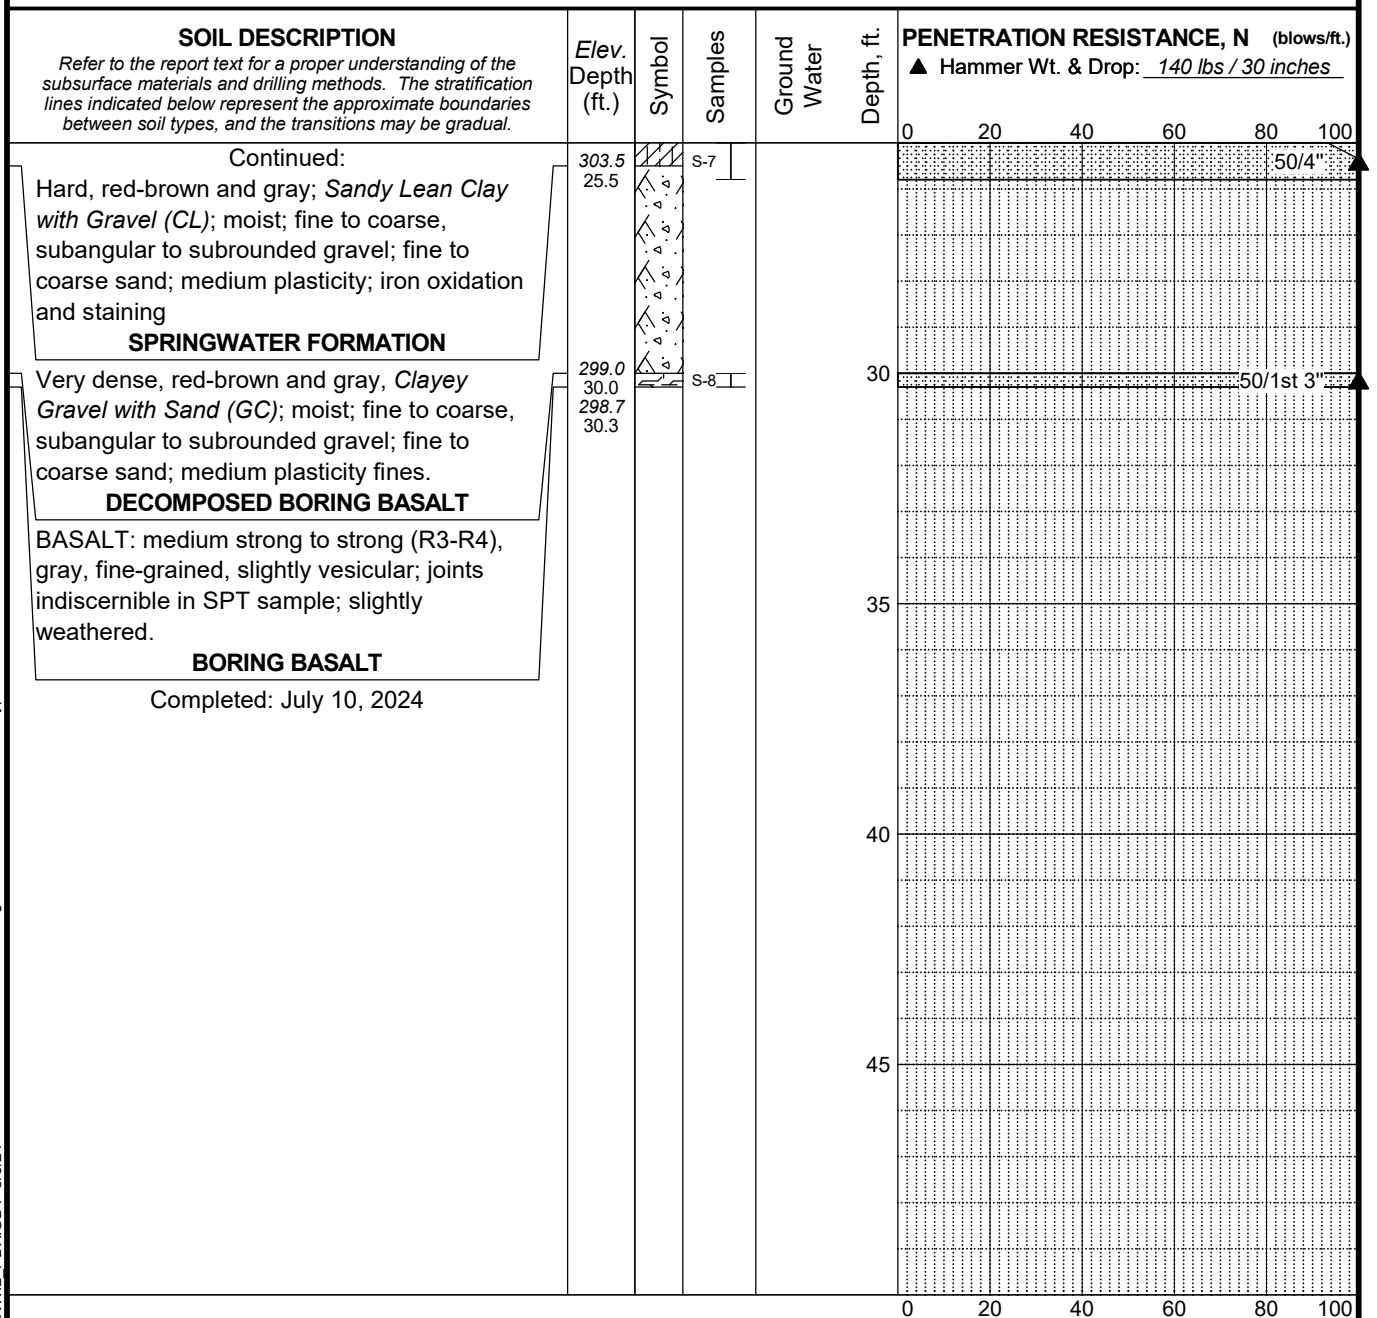 SOIL DESCRIPTION
Refer to the report text for a proper understanding of the
subsurface materials and drilling methods. The stratification
lines indicated below represent the approximate boundaries
between soil types, and the transitions may be gradual.
Elev.
Depth
(ft.)
Symbol
Samples
Ground
Water
Depth, ft.
PENETRATION RESISTANCE, N (blows/ft.)
▲ Hammer Wt. & Drop: 140 lbs / 30 inches
0 20 40 60 80 100
Continued:
Hard, red-brown and gray; Sandy Lean Clay
with Gravel (CL); moist; fine to coarse,
subangular to subrounded gravel; fine to
coarse sand; medium plasticity; iron oxidation
and staining
SPRINGWATER FORMATION
303.5
25.5
S-7
50/4"
Very dense, red-brown and gray, Clayey
Gravel with Sand (GC); moist; fine to coarse,
subangular to subrounded gravel; fine to
coarse sand; medium plasticity fines.
DECOMPOSED BORING BASALT
299.0
30.0
298.7
30.3
S-8
30
50/1st 3"
BASALT: medium strong to strong (R3-R4),
gray, fine-grained, slightly vesicular; joints
indiscernible in SPT sample; slightly
weathered.
BORING BASALT
Completed: July 10, 2024
35
40
45
0 20 40 60 80 100